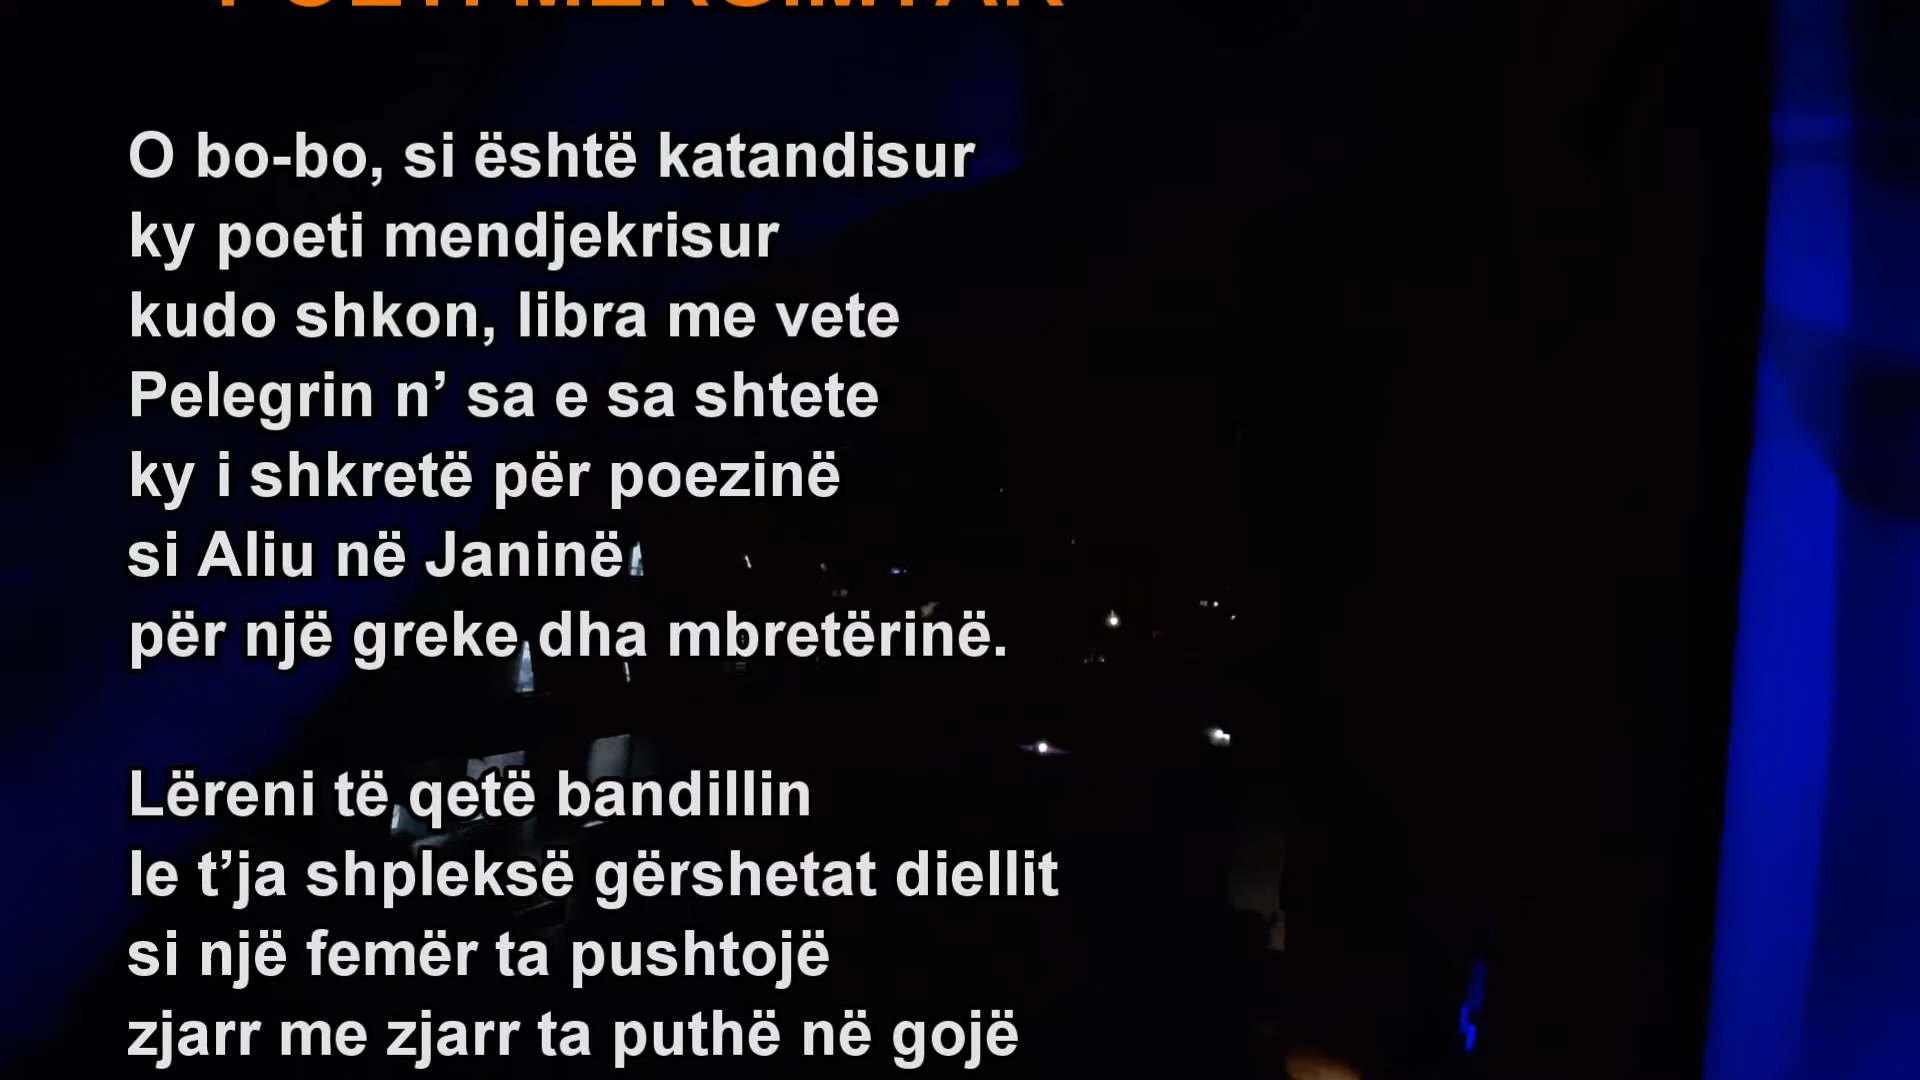 POETI MËRGIMTAR
O bo-bo, si është katandisur
ky poeti mendjekrisur
kudo shkon, libra me vete
Pelegrin n’ sa e sa shtete
ky i shkretë për poezinë
si Aliu në Janinë
për një greke dha mbretërinë.
Lëreni të qetë bandillin
le t’ja shpleksë gërshetat diellit
si një femër ta pushtojë
zjarr me zjarr ta puthë në gojë